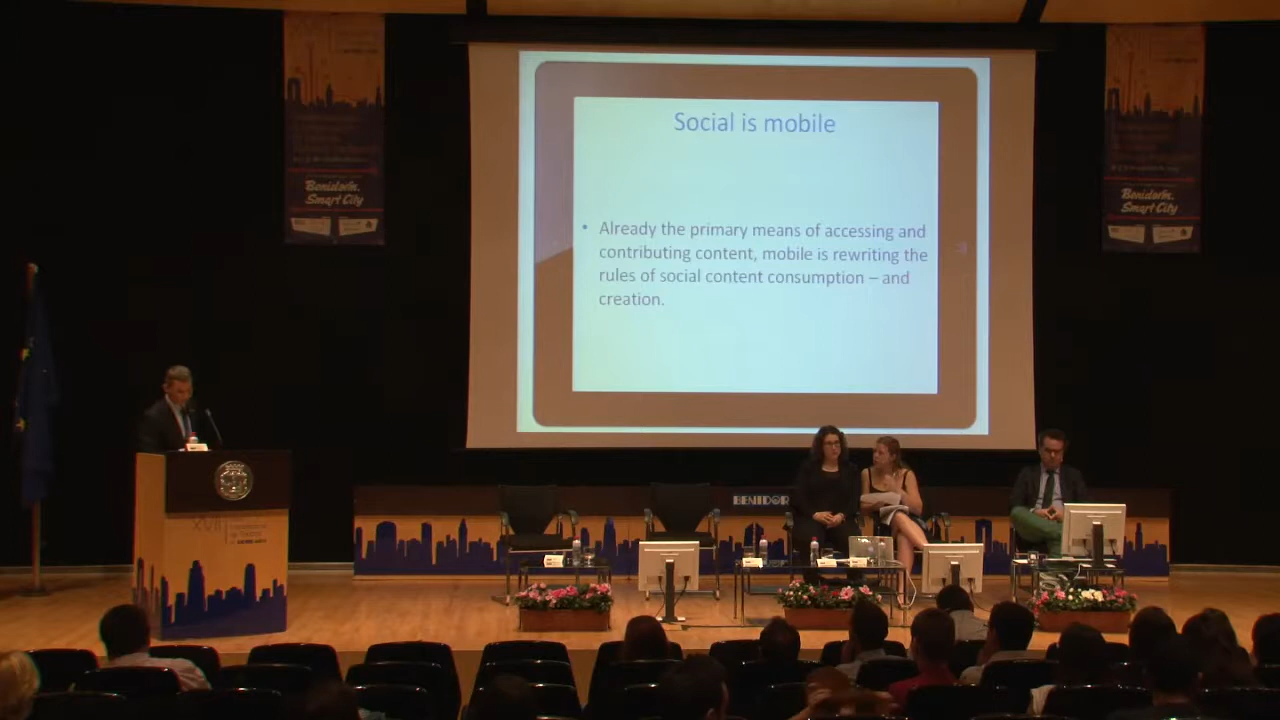 Social is mobile
• Already the primary means of accessing and
contributing content, mobile is rewriting the
rules of social content consumption – and
creation.
Benidorm.
Smart City
Benidorm.
Smart City
BENIDOR
XVII